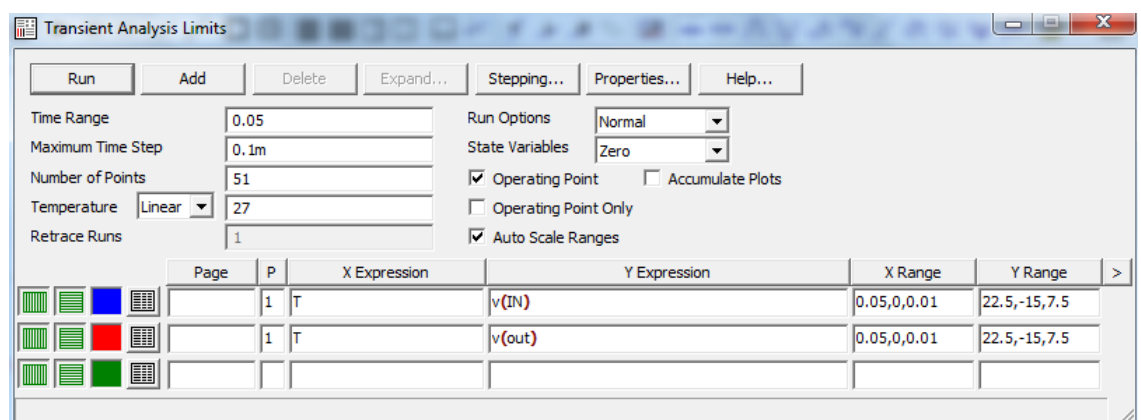 Transient Analysis Limits
Run Add Delete Expand... Stepping... Properties... Help...
Time Range 0.05 Run Options Normal
Maximum Time Step 0.1m State Variables Zero
Number of Points 51 Operating Point Accumulate Plots
Temperature Linear 27 Operating Point Only
Retrace Runs 1 Auto Scale Ranges
Page P X Expression Y Expression X Range Y Range >
1 T v(IN) 0.05,0,0.01 22.5,-15,7.5
1 T v(out) 0.05,0,0.01 22.5,-15,7.5